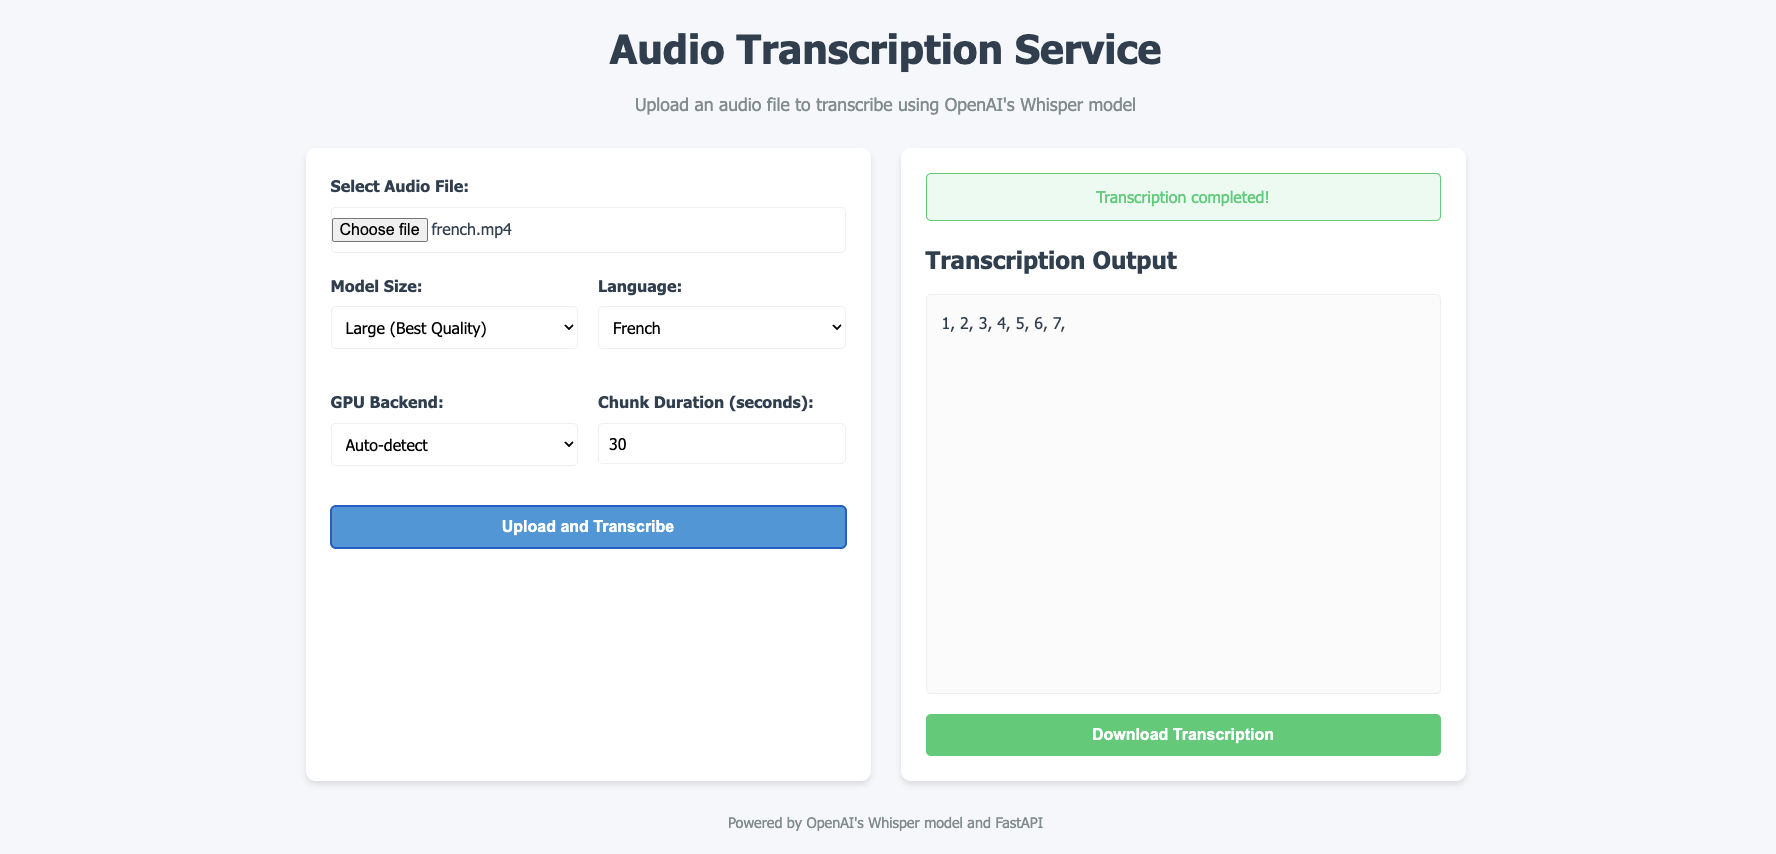 Audio Transcription Service
Upload an audio file to transcribe using OpenAI's Whisper model
Select Audio File:
Choose file french.mp4
Model Size:
Large (Best Quality)
Language:
French
GPU Backend:
Auto-detect
Chunk Duration (seconds):
30
Upload and Transcribe
Transcription completed!
Transcription Output
1, 2, 3, 4, 5, 6, 7,
Download Transcription
Powered by OpenAI's Whisper model and FastAPI